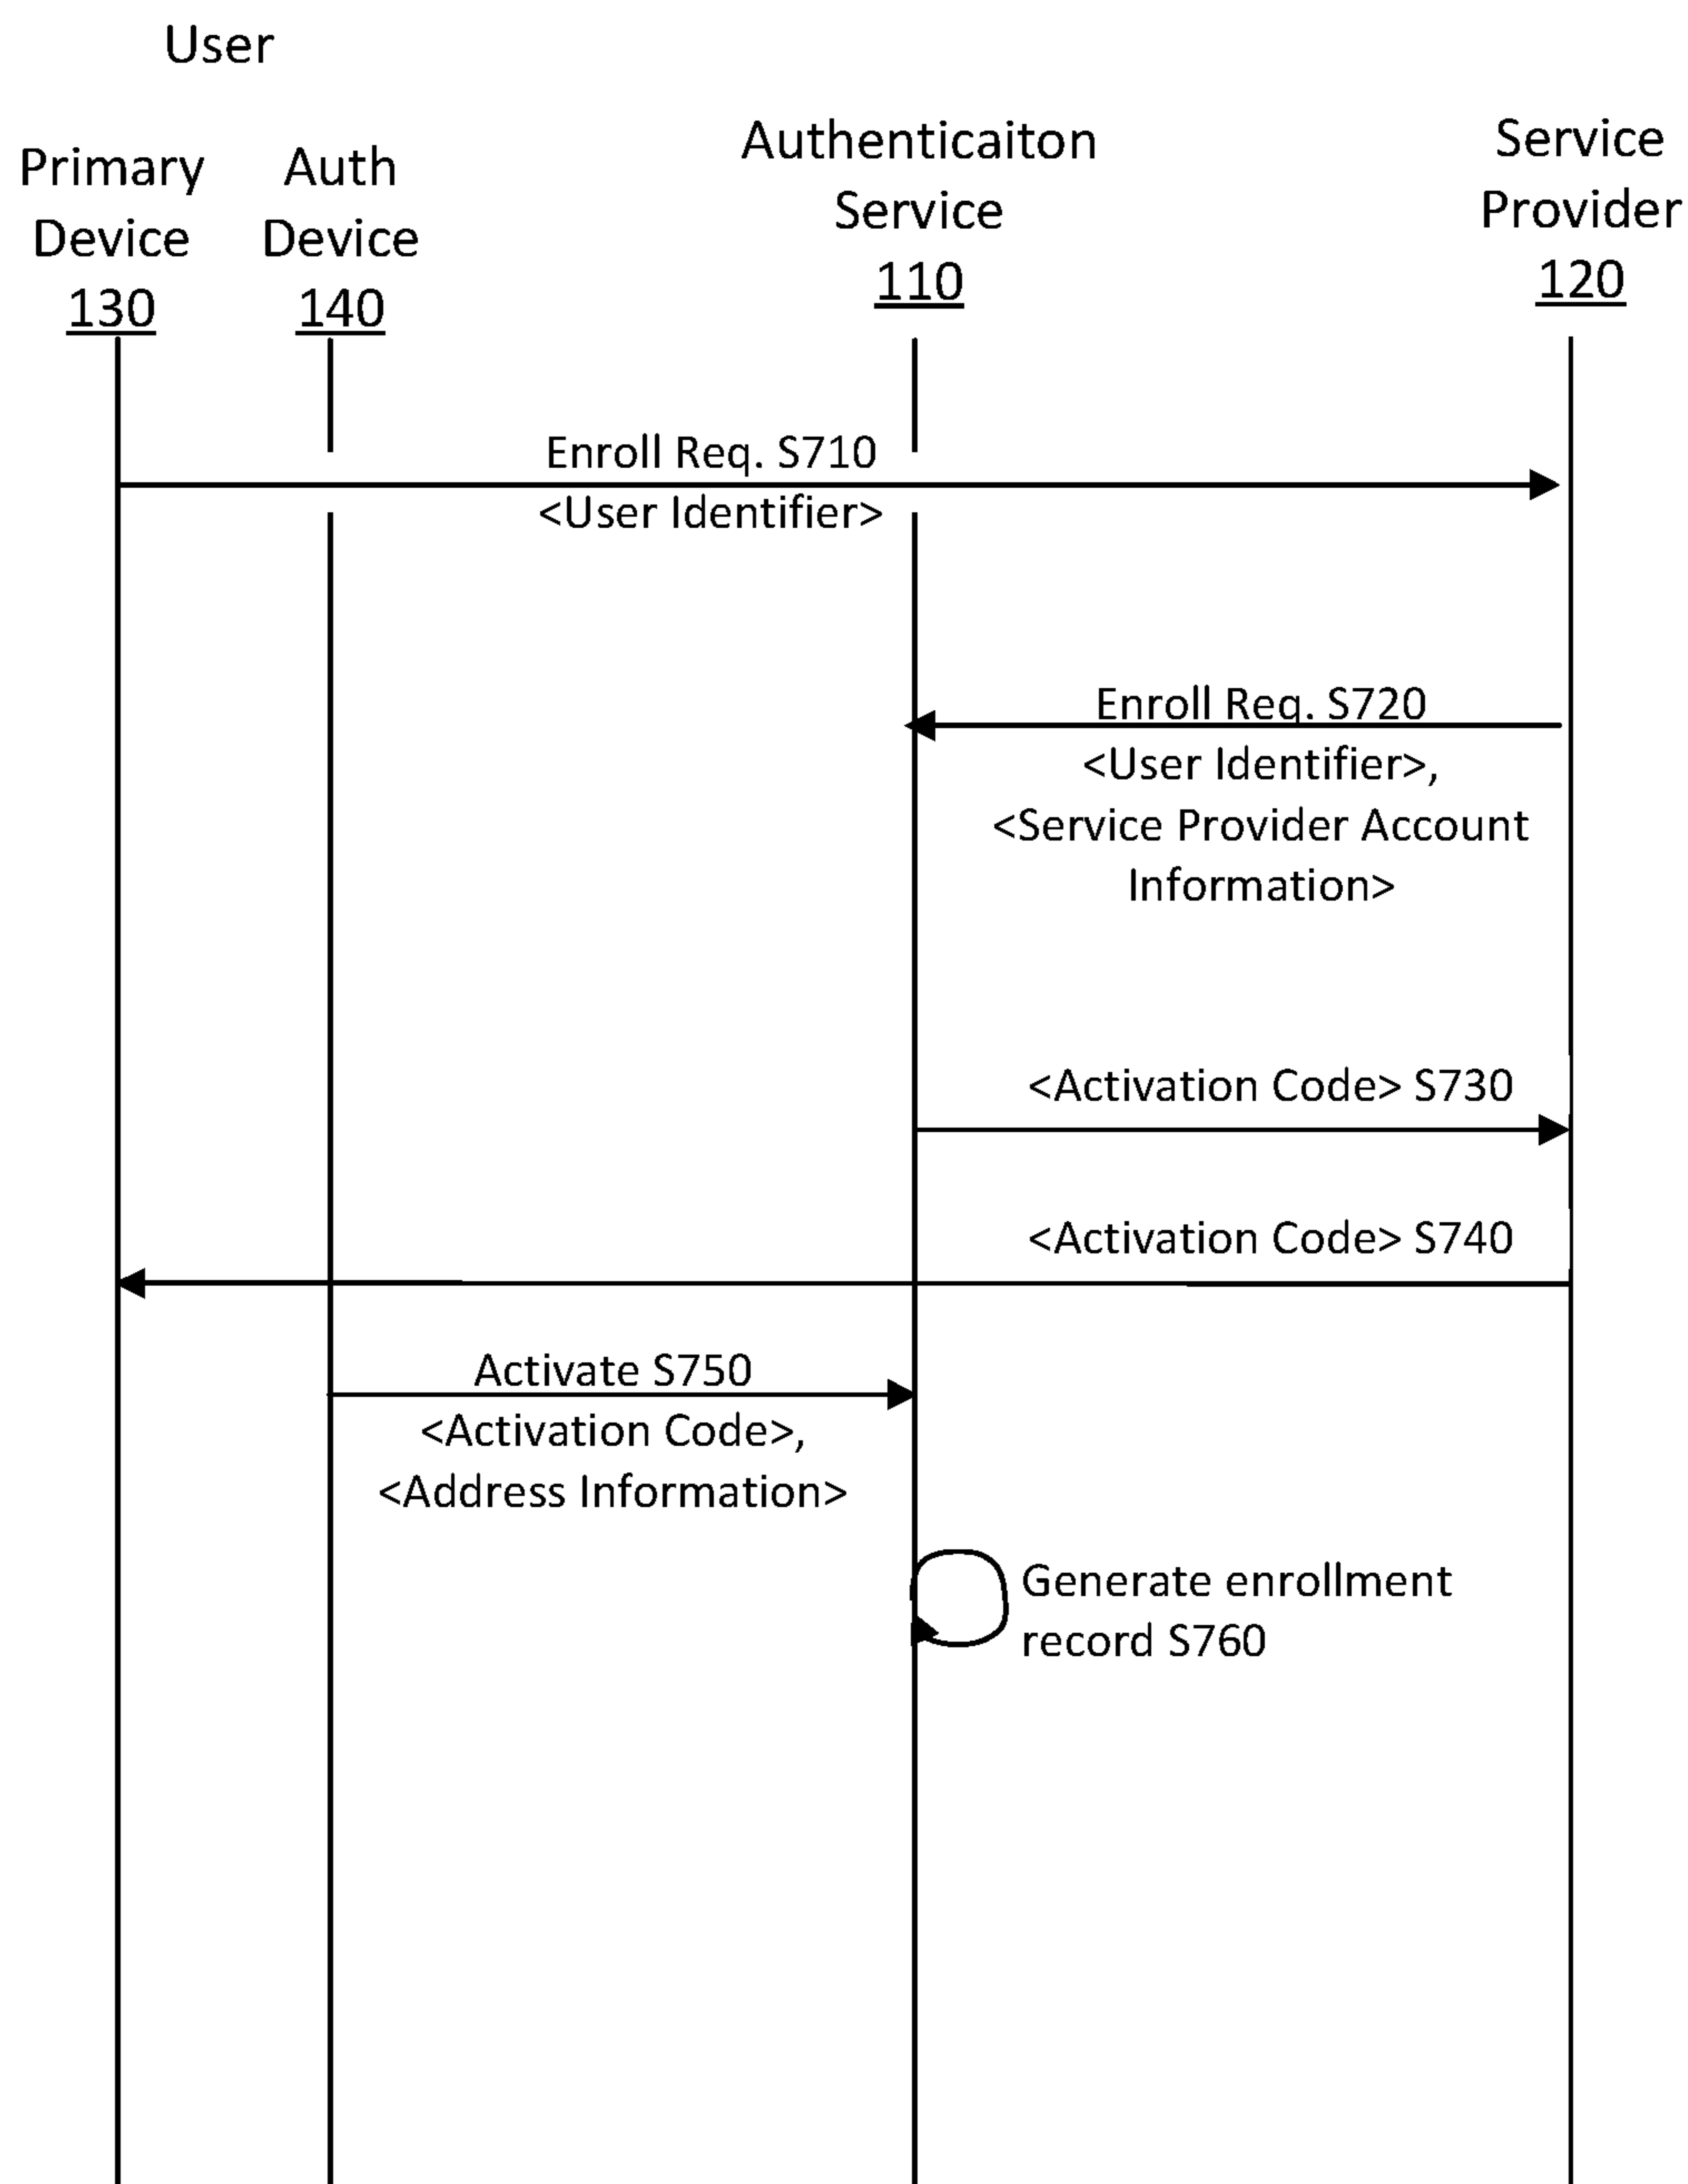 User
Primary
Device
130
Auth
Device
140
Authenticaiton
Service
110
Service
Provider
120
Enroll Req. S710
<User Identifier>
Enroll Req. S720
<User Identifier>,
<Service Provider Account
Information>
<Activation Code> S730
<Activation Code> S740
Activate S750
<Activation Code>,
<Address Information>
Generate enrollment
record S760